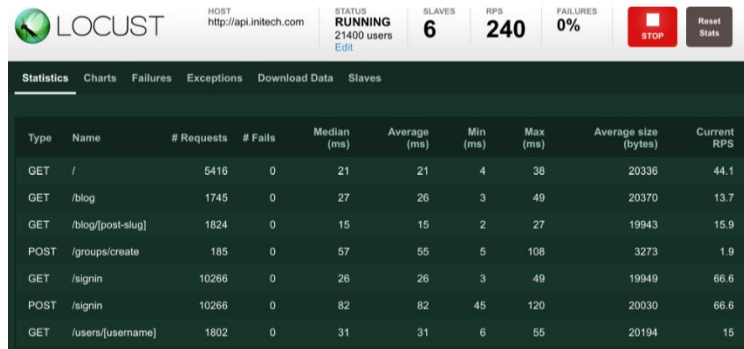 LOCUST
HOST
http://api.initech.com
STATUS
RUNNING
21400 users
Edit
SLAVES
6
RPS
240
FAILURES
0%
STOP
Reset
Stats
Statistics Charts Failures Exceptions Download Data Slaves
Type Name # Requests # Fails Median (ms) Average (ms) Min (ms) Max (ms) Average size (bytes) Current RPS
GET / 5416 0 21 21 4 38 20336 44.1
GET /blog 1745 0 27 26 3 49 20370 13.7
GET /blog/[post-slug] 1824 0 15 15 2 27 19943 15.9
POST /groups/create 185 0 57 55 5 108 3273 1.9
GET /signin 10266 0 26 26 3 49 19949 66.6
POST /signin 10266 0 82 82 45 120 20030 66.6
GET /users/[username] 1802 0 31 31 6 55 20194 15